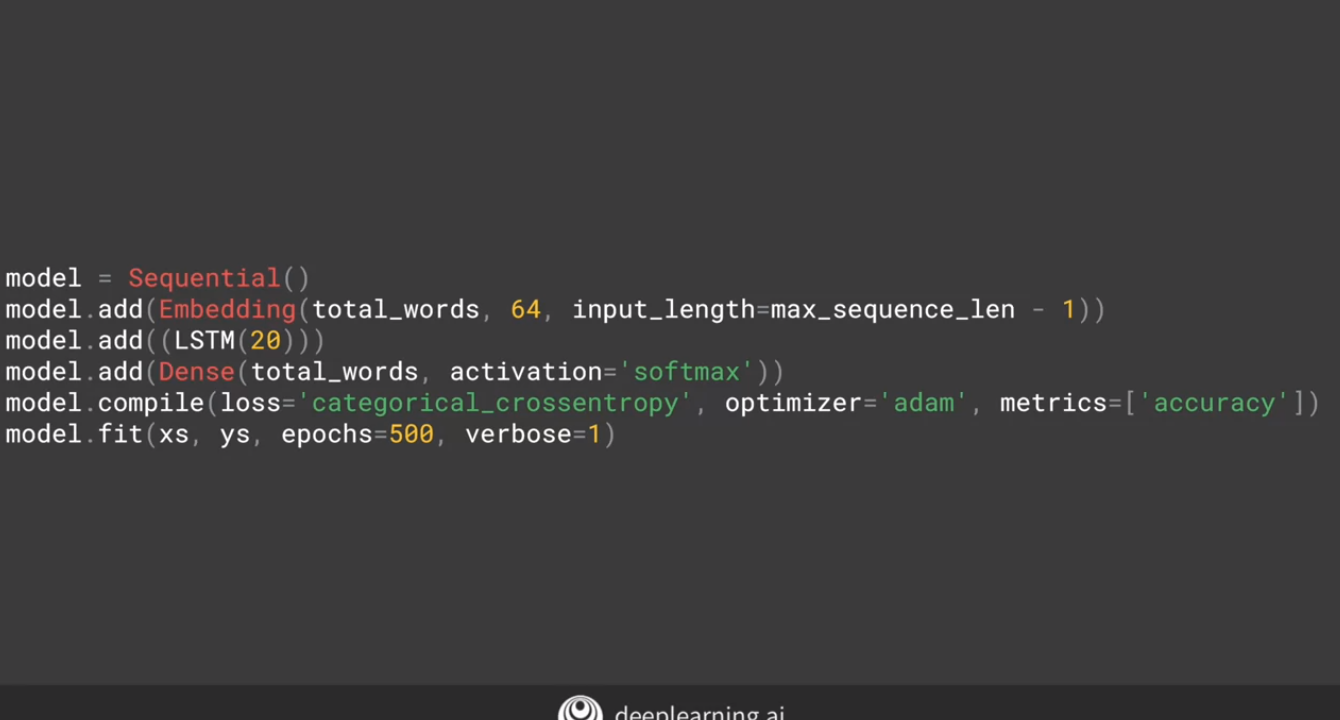 model = Sequential()
model.add(Embedding(total_words, 64, input_length=max_sequence_len - 1))
model.add((LSTM(20)))
model.add(Dense(total_words, activation='softmax'))
model.compile(loss='categorical_crossentropy', optimizer='adam', metrics=['accuracy'])
model.fit(xs, ys, epochs=500, verbose=1)
deeplearning.ai